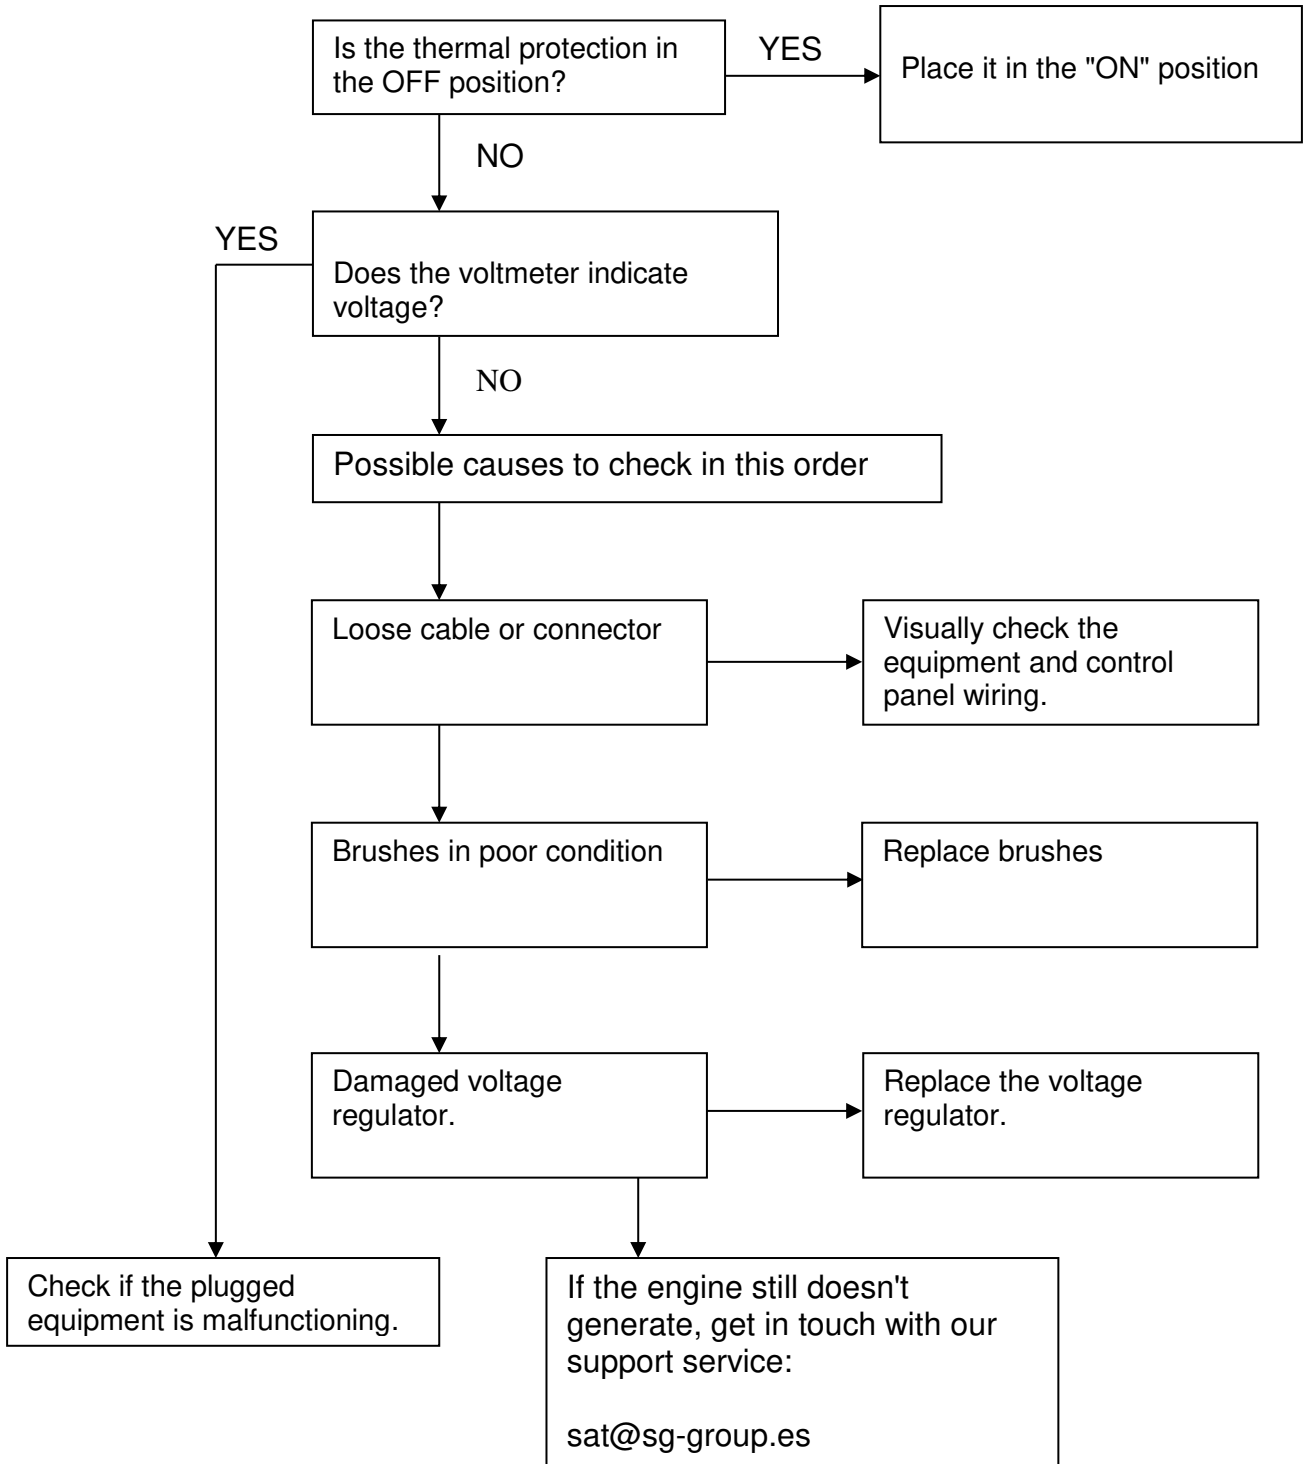 Is the thermal protection in
the OFF position?
YES
Place it in the "ON" position
NO
YES
Does the voltmeter indicate
voltage?
NO
Possible causes to check in this order
Loose cable or connector
Visually check the
equipment and control
panel wiring.
Brushes in poor condition
Replace brushes
Damaged voltage
regulator.
Replace the voltage
regulator.
Check if the plugged
equipment is malfunctioning.
If the engine still doesn't
generate, get in touch with our
support service:
sat@sg-group.es